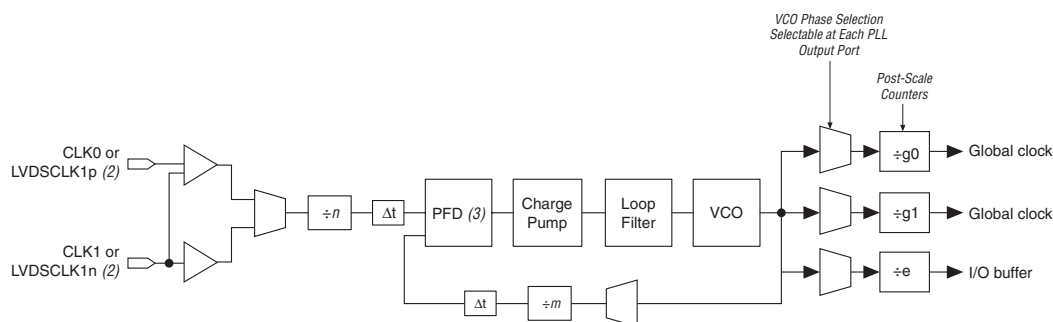 VCO Phase Selection
Selectable at Each PLL
Output Port
Post-Scale
Counters
CLK0 or
LVDSCLK1p (2)
÷g0
Global clock
÷n
Δt
PFD (3)
Charge
Pump
Loop
Filter
VCO
÷g1
Global clock
CLK1 or
LVDSCLK1n (2)
÷e
I/O buffer
Δt
÷m